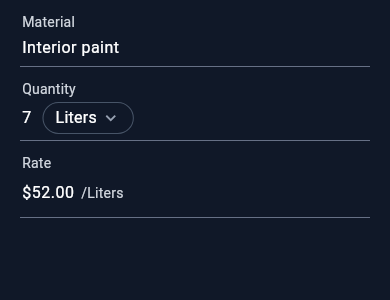 Material
Interior paint
Quantity
7 Liters
Rate
$52.00 /Liters